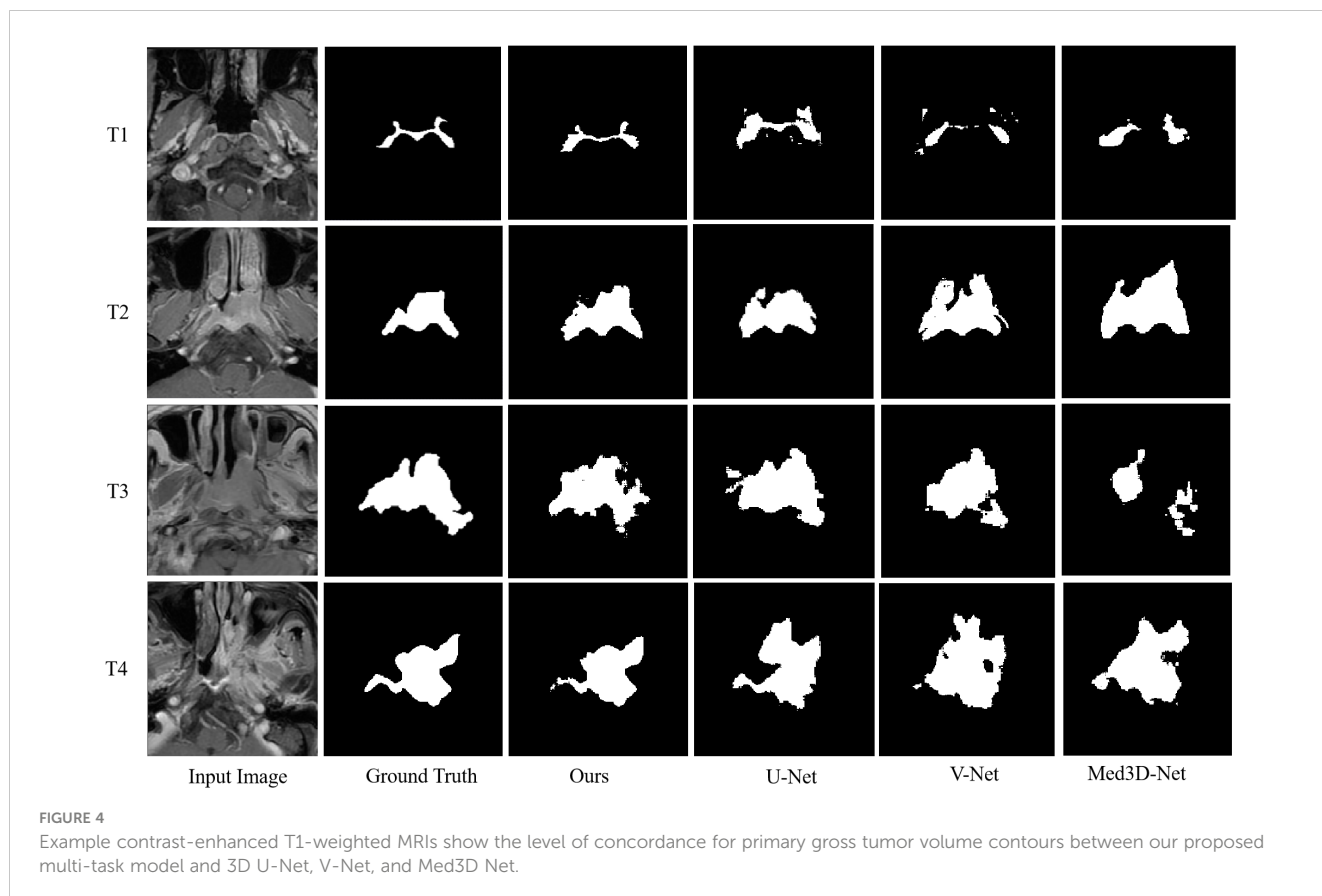 T1
T2
T3
T4
Input Image Ground Truth Ours U-Net V-Net Med3D-Net
FIGURE 4
Example contrast-enhanced T1-weighted MRIs show the level of concordance for primary gross tumor volume contours between our proposed
multi-task model and 3D U-Net, V-Net, and Med3D Net.